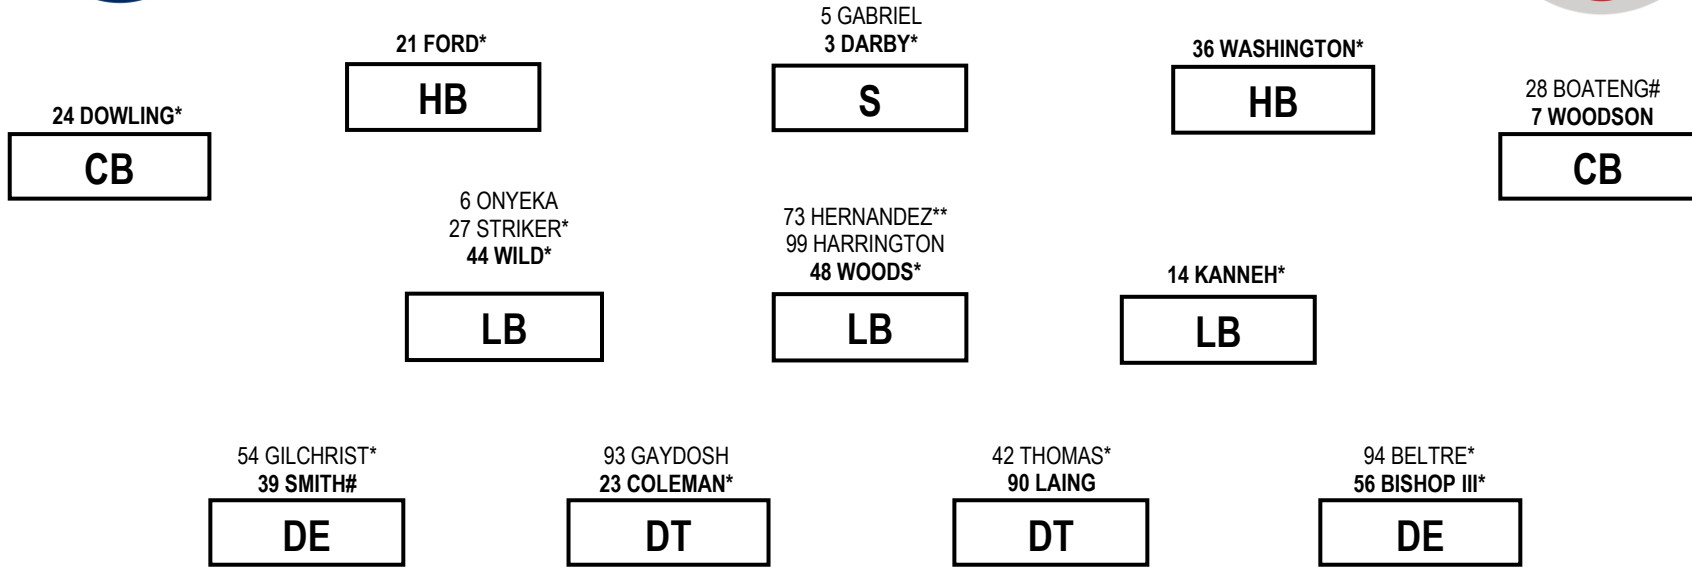 5 GABRIEL
3 DARBY*
S
21 FORD*
HB
36 WASHINGTON*
HB
24 DOWLING*
CB
28 BOATENG#
7 WOODSON
CB
6 ONYEKA
27 STRIKER*
44 WILD*
LB
73 HERNANDEZ**
99 HARRINGTON
48 WOODS*
LB
14 KANNEH*
LB
54 GILCHRIST*
39 SMITH#
DE
93 GAYDOSH
23 COLEMAN*
DT
42 THOMAS*
90 LAING
DT
94 BELTRE*
56 BISHOP III*
DE